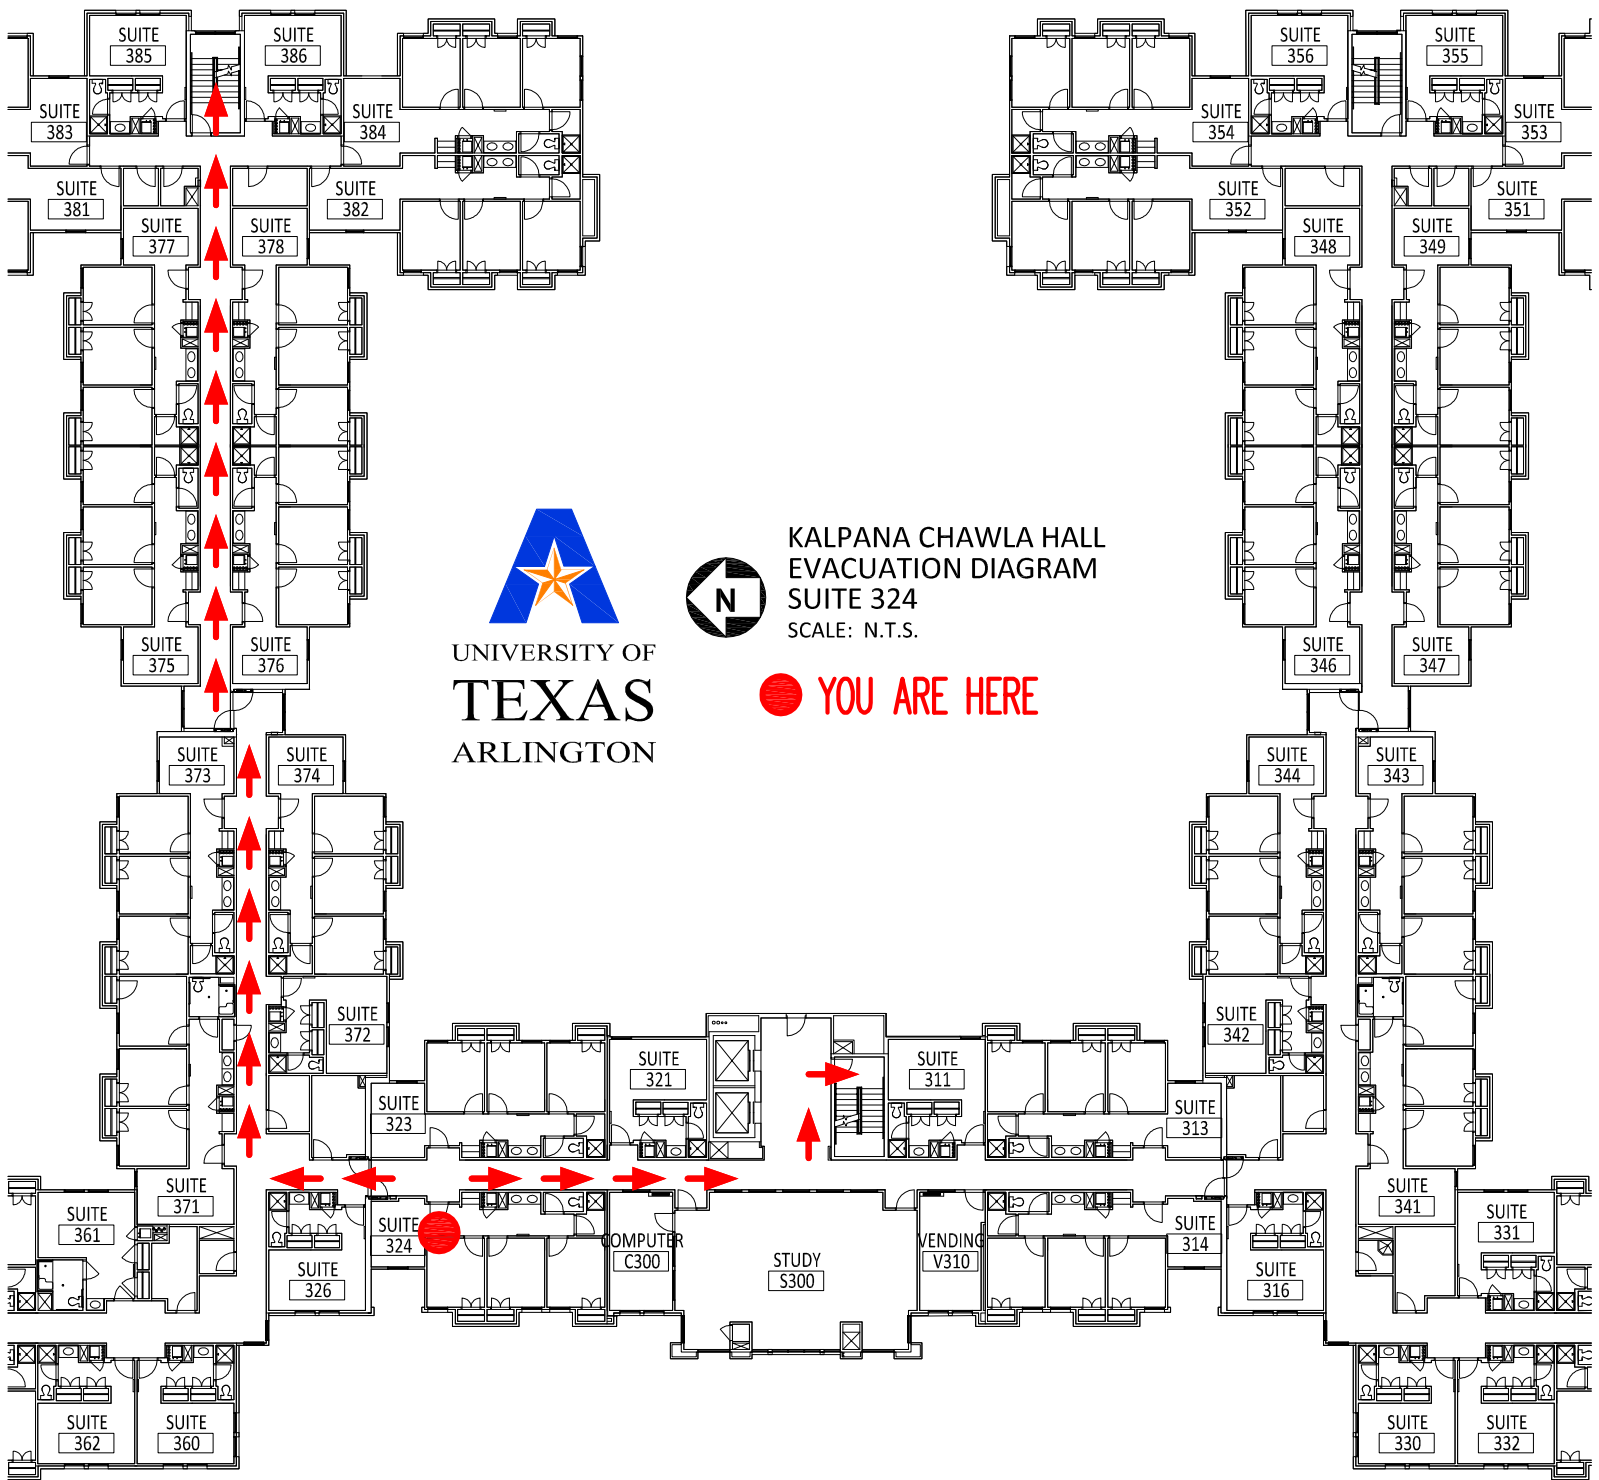 SUITE
385
SUITE
386
SUITE
356
SUITE
355
SUITE
383
SUITE
384
SUITE
354
SUITE
353
SUITE
381
SUITE
382
SUITE
352
SUITE
351
SUITE
377
SUITE
378
SUITE
348
SUITE
349
KALPANA CHAWLA HALL
EVACUATION DIAGRAM
SUITE 324
SCALE: N.T.S.
N
YOU ARE HERE
UNIVERSITY OF
TEXAS
ARLINGTON
SUITE
375
SUITE
376
SUITE
346
SUITE
347
SUITE
373
SUITE
374
SUITE
344
SUITE
343
SUITE
372
SUITE
342
SUITE
321
SUITE
311
SUITE
323
SUITE
313
SUITE
371
SUITE
341
SUITE
361
SUITE
324
COMPUTER
C300
STUDY
S300
VENDING
V310
SUITE
314
SUITE
331
SUITE
326
SUITE
316
SUITE
362
SUITE
360
SUITE
330
SUITE
332